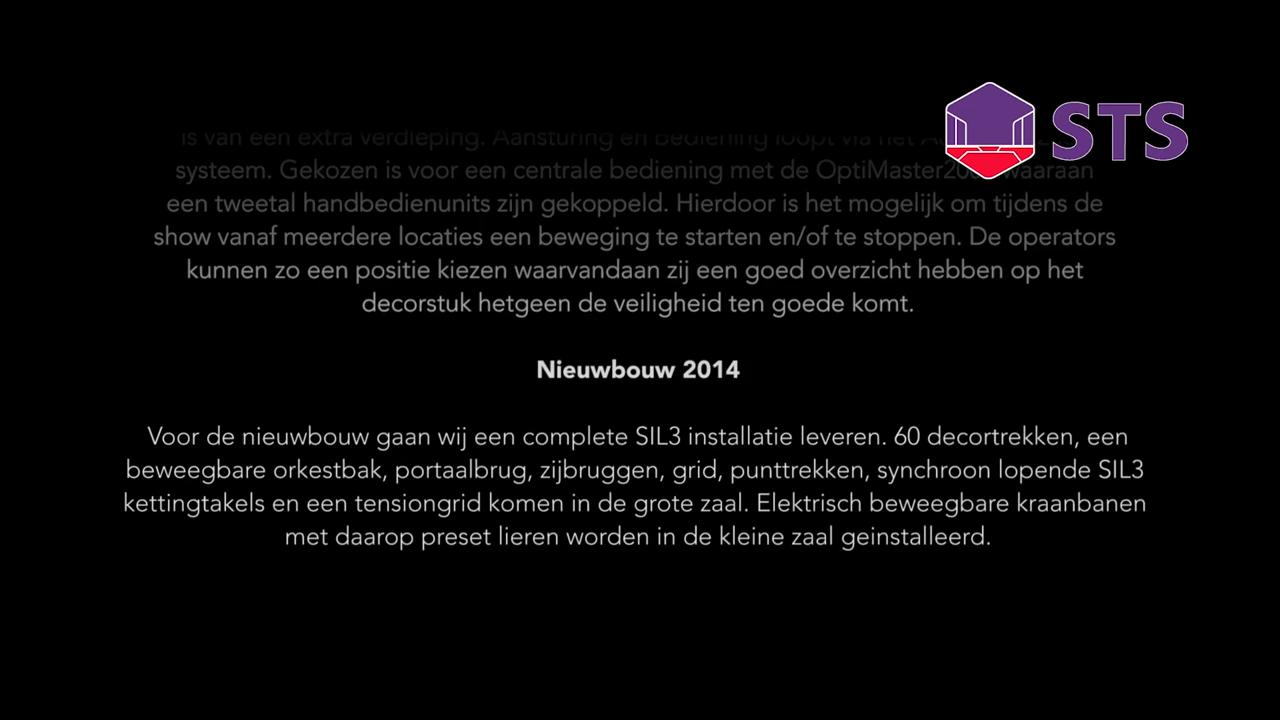 is van een extra verdieping. Aansturing en bediening loopt via het
STS
systeem. Gekozen is voor een centrale bediening met de waaraan
een tweetal handbedienunits zijn gekoppeld. Hierdoor is het mogelijk om tijdens de
show vanaf meerdere locaties een beweging te starten en/of te stoppen. De operators
kunnen zo een positie kiezen waarvandaan zij een goed overzicht hebben op het
decorstuk hetgeen de veiligheid ten goede komt.
Nieuwbouw 2014
Voor de nieuwbouw gaan wij een complete SIL3 installatie leveren. 60 decortrekken, een
beweegbare orkestbak, portaalbrug, zijbruggen, grid, punttrekken, synchroon lopende SIL3
kettingtakels en een tensiongrid komen in de grote zaal. Elektrisch beweegbare kraanbanen
met daarop preset lieren worden in de kleine zaal geinstalleerd.